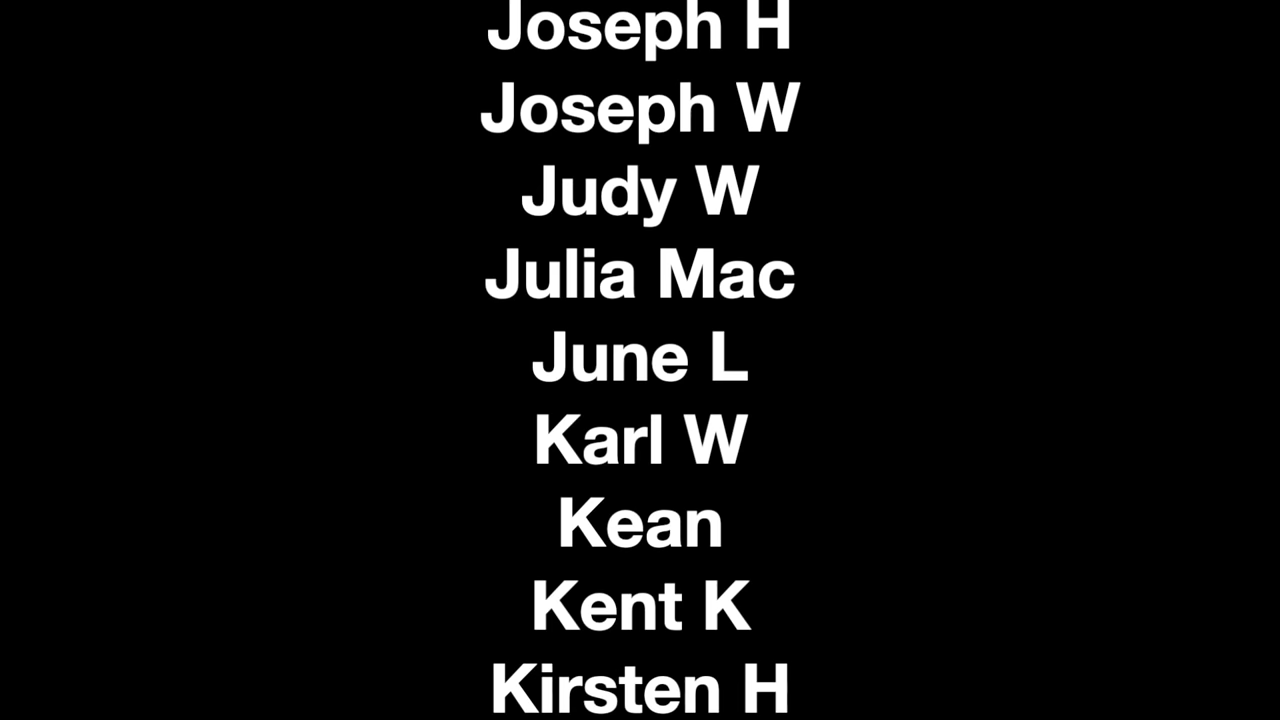 Joseph H
Joseph W
Judy W
Julia Mac
June L
Karl W
Kean
Kent K
Kirsten H